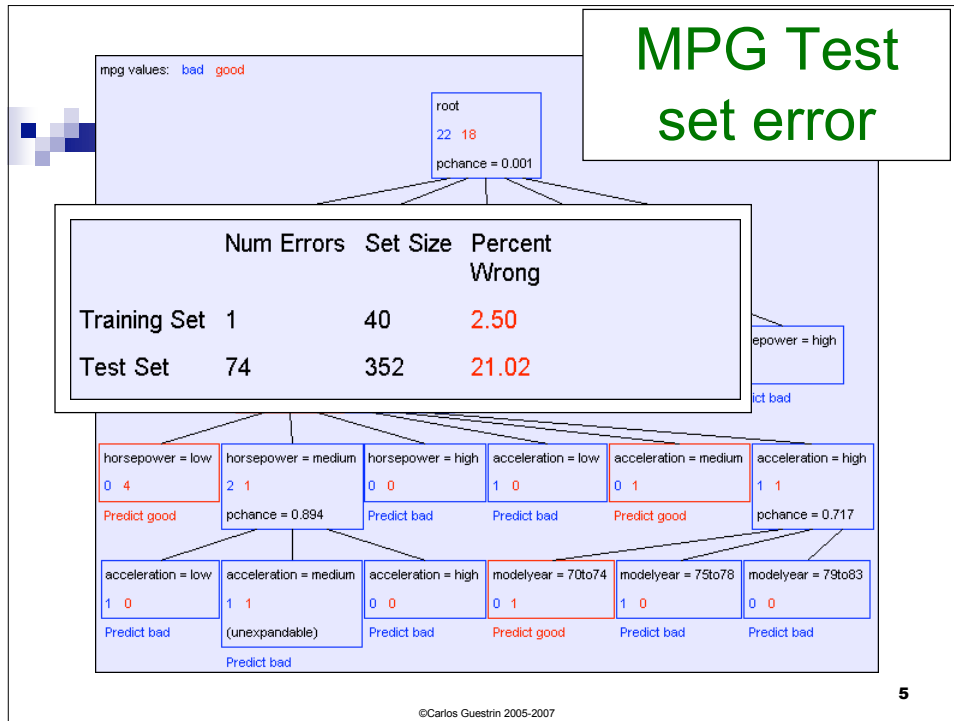 MPG Test
set error
mpg values: bad good
root
22 18
pchance = 0.001
Num Errors Set Size Percent
Wrong
Training Set 1 40 2.50
Test Set 74 352 21.02
epower = high
ict bad
horsepower = low horsepower = medium horsepower = high acceleration = low acceleration = medium acceleration = high
0 4 2 1 0 0 1 0 0 1 1 1
Predict good pchance = 0.894 Predict bad Predict bad Predict good pchance = 0.717
acceleration = low acceleration = medium acceleration = high modelyear = 70to74 modelyear = 75to78 modelyear = 79to83
1 0 1 1 0 0 0 1 1 0 0 0
Predict bad (unexpandable) Predict bad Predict good Predict bad Predict bad
Predict bad
5
©Carlos Guestrin 2005-2007